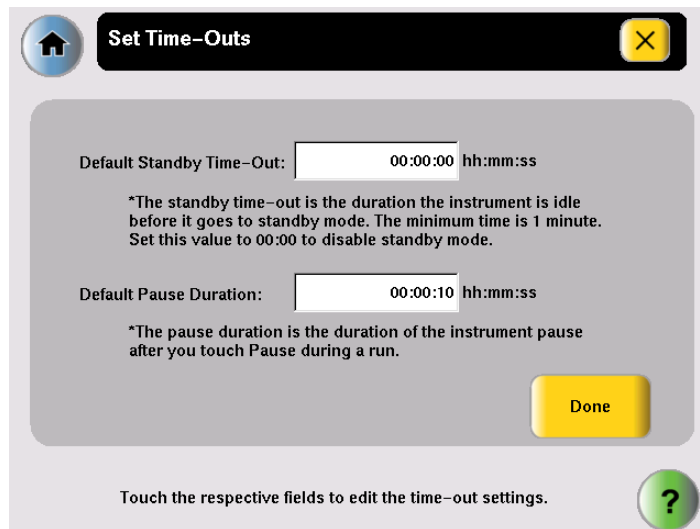 Set Time-Outs
Default Standby Time-Out: 00:00:00 hh:mm:ss
*The standby time-out is the duration the instrument is idle
before it goes to standby mode. The minimum time is 1 minute.
Set this value to 00:00 to disable standby mode.
Default Pause Duration: 00:00:10 hh:mm:ss
*The pause duration is the duration of the instrument pause
after you touch Pause during a run.
Done
Touch the respective fields to edit the time-out settings.
?